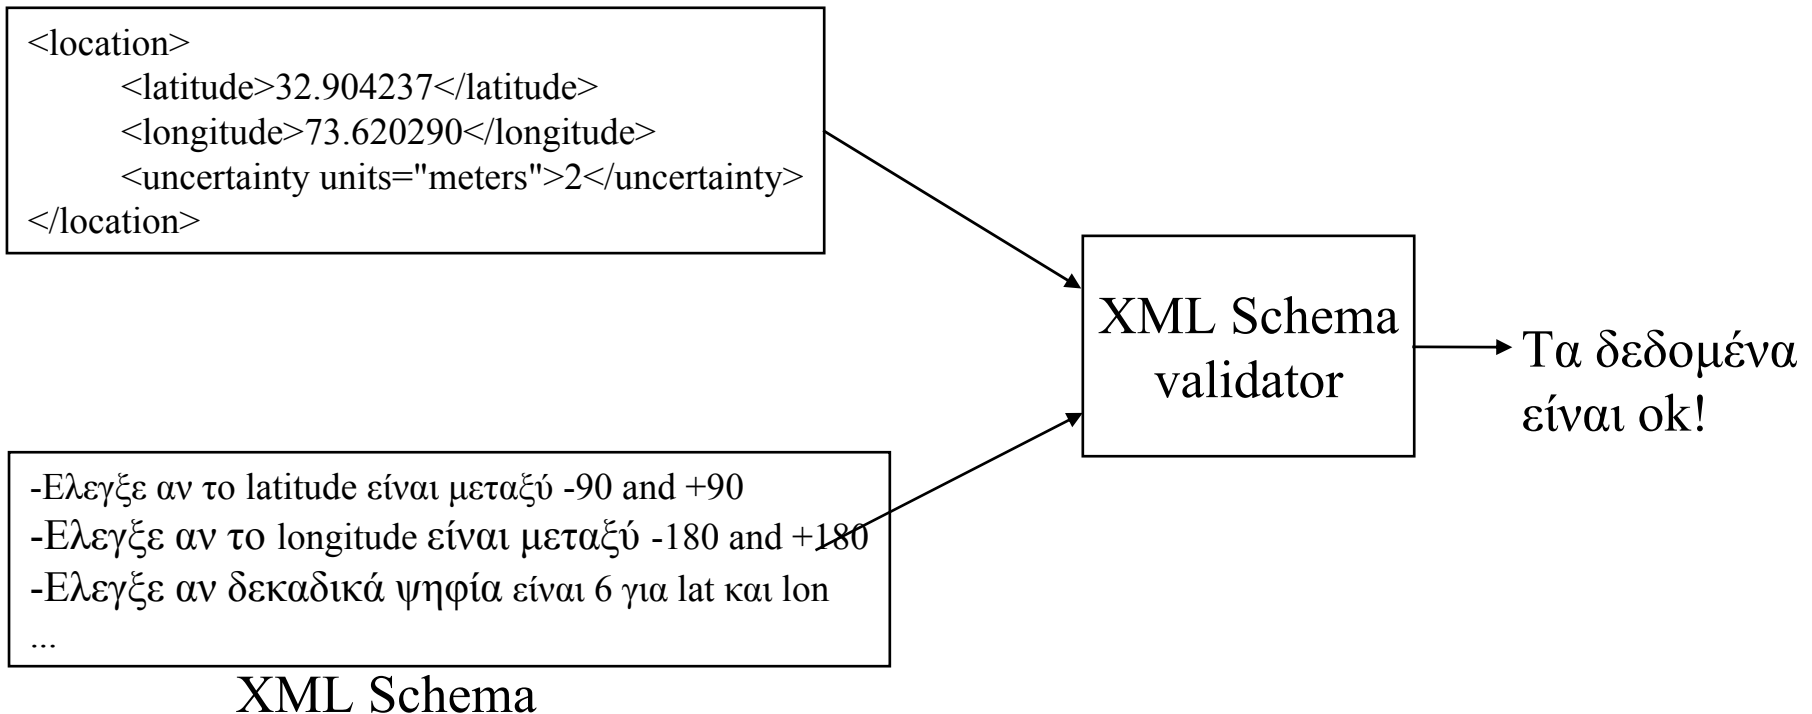 <location>
<latitude>32.904237</latitude>
<longitude>73.620290</longitude>
<uncertainty units="meters">2</uncertainty>
</location>
XML Schema
validator
Τα δεδομένα
είναι ok!
-Ελεγξε αν το latitude είναι μεταξύ -90 and +90
-Ελεγξε αν το longitude είναι μεταξύ -180 and +180
-Ελεγξε αν δεκαδικά ψηφία είναι 6 για lat και lon
...
XML Schema